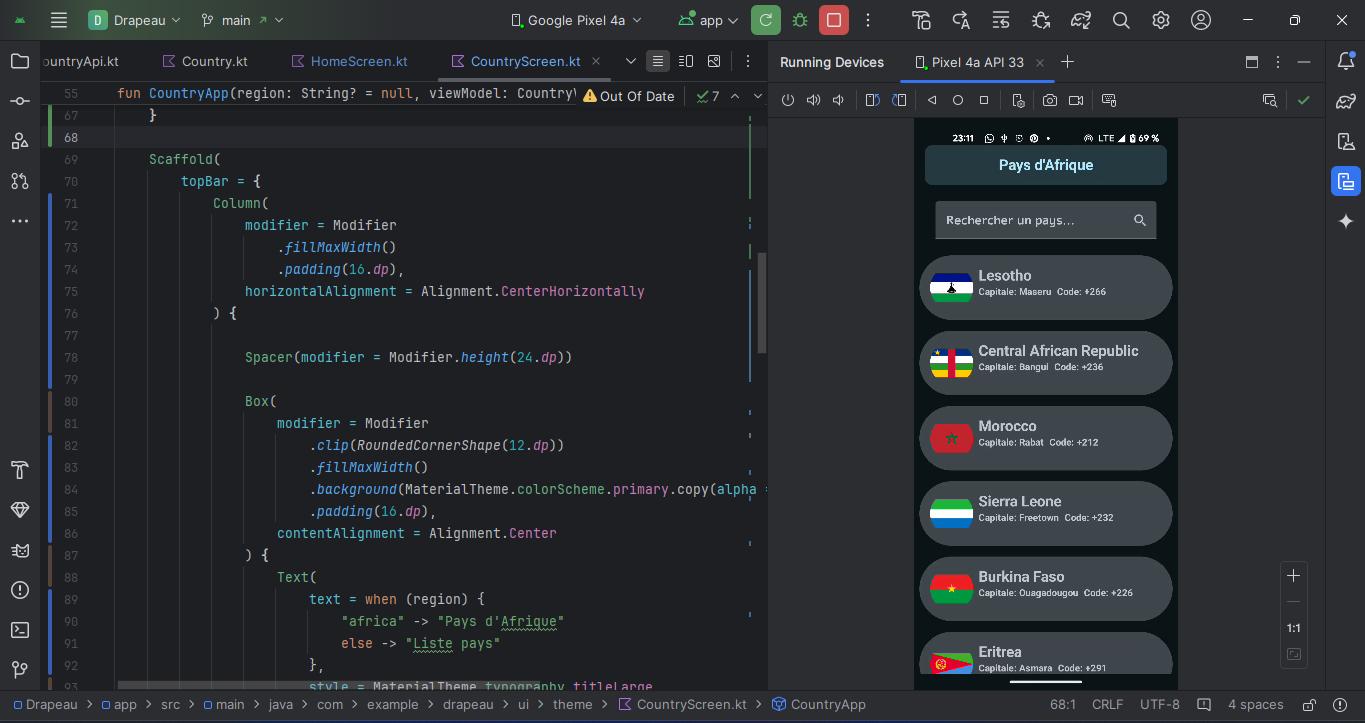 D Drapeau main Google Pixel 4a app
ountryApi.kt Country.kt HomeScreen.kt CountryScreen.kt
Running Devices Pixel 4a API 33
55 fun CountryApp(region: String? = null, viewModel: Country Out Of Date 7
67 }
68
69 Scaffold(
70 topBar = {
71 Column(
72 modifier = Modifier
73 .fillMaxWidth()
74 .padding(16.dp),
75 horizontalAlignment = Alignment.CenterHorizontally
76 ) {
77
78 Spacer(modifier = Modifier.height(24.dp))
79
80 Box(
81 modifier = Modifier
82 .clip(RoundedCornerShape(12.dp))
83 .fillMaxWidth()
84 .background(MaterialTheme.colorScheme.primary.copy(alpha =
85 .padding(16.dp),
86 contentAlignment = Alignment.Center
87 ) {
88 Text(
89 text = when (region) {
90 "africa" -> "Pays d'Afrique"
91 else -> "Liste pays"
92 },
93 style = MaterialTheme.typography.titleLarge
23:11 LTE 69 %
Pays d'Afrique
Rechercher un pays...
Lesotho
Capitale: Maseru Code: +266
Central African Republic
Capitale: Bangui Code: +236
Morocco
Capitale: Rabat Code: +212
Sierra Leone
Capitale: Freetown Code: +232
Burkina Faso
Capitale: Ouagadougou Code: +226
Eritrea
Capitale: Asmara Code: +291
1:1
Drapeau > app > src > main > java > com > example > drapeau > ui > theme > CountryScreen.kt > CountryApp 68:1 CRLF UTF-8 4 spaces